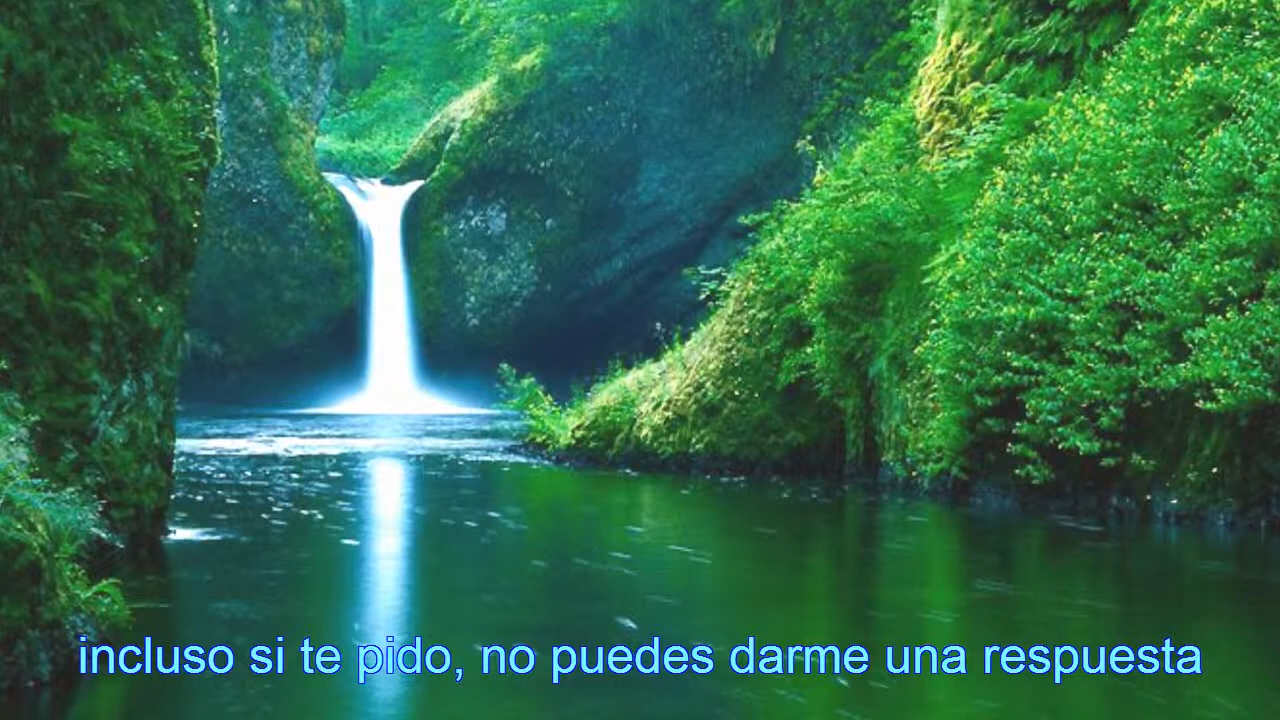 incluso si te pido, no puedes darme una respuesta